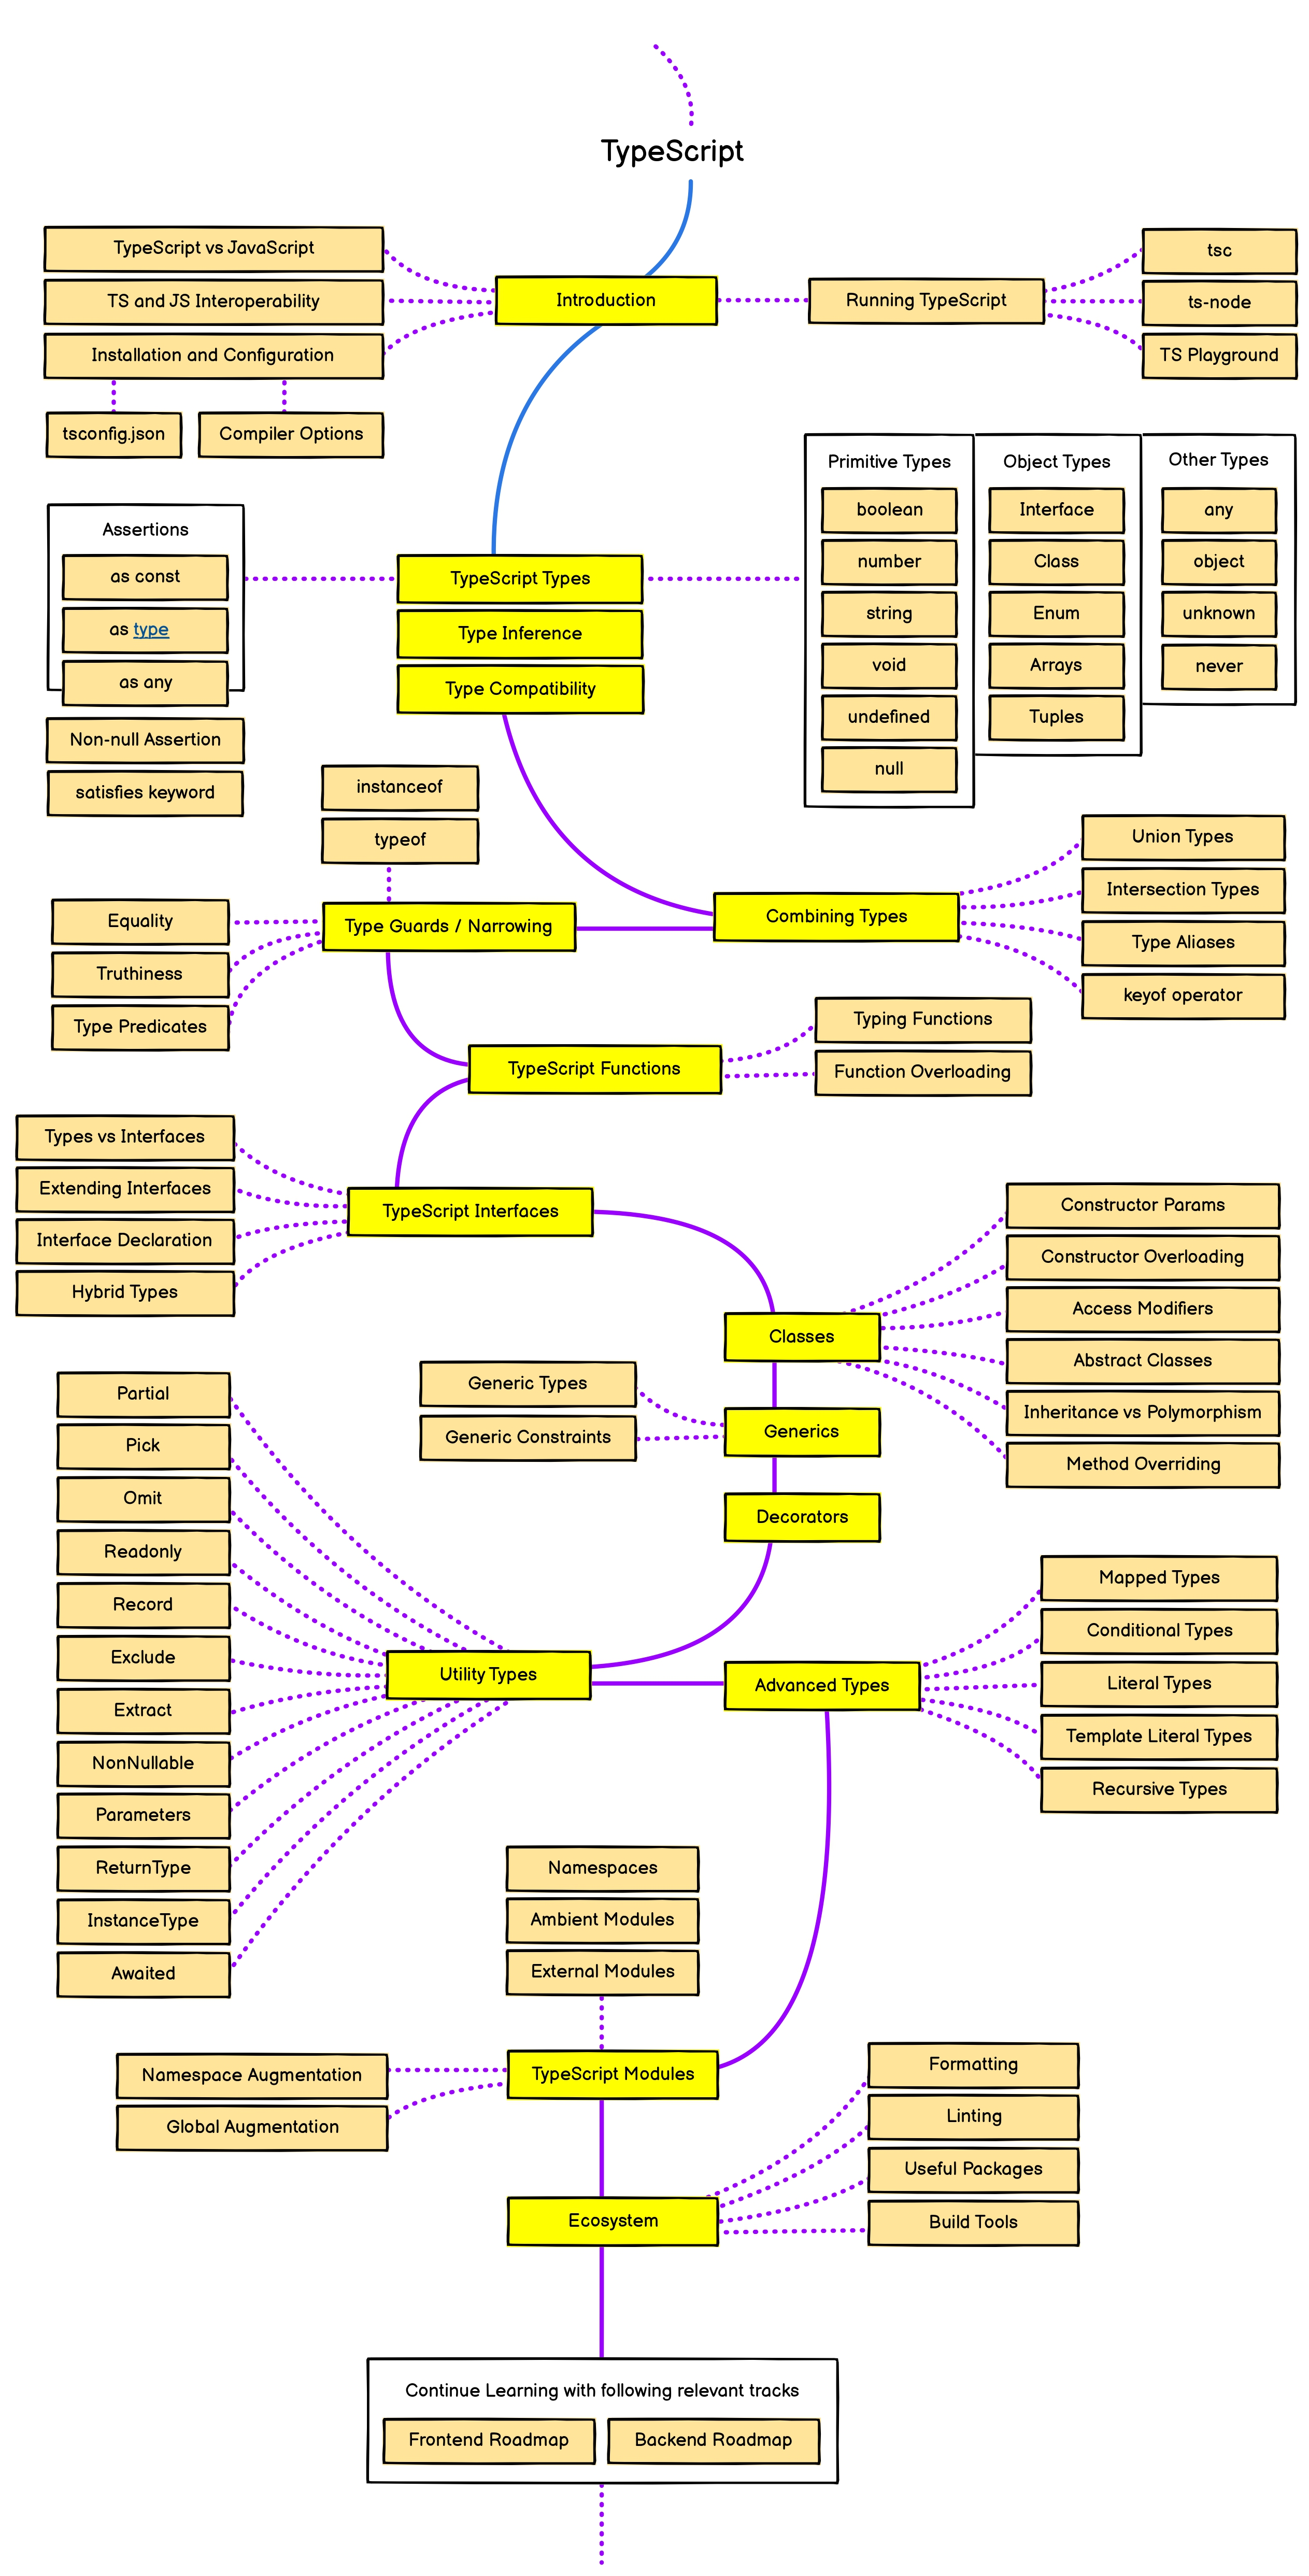 TypeScript
TypeScript vs JavaScript
TS and JS Interoperability
Installation and Configuration
tsconfig.json
Compiler Options
Introduction
Running TypeScript
tsc
ts-node
TS Playground
Assertions
as const
as type
as any
Non-null Assertion
satisfies keyword
TypeScript Types
Type Inference
Type Compatibility
Primitive Types
boolean
number
string
void
undefined
null
Object Types
Interface
Class
Enum
Arrays
Tuples
Other Types
any
object
unknown
never
instanceof
typeof
Equality
Truthiness
Type Predicates
Type Guards / Narrowing
Combining Types
Union Types
Intersection Types
Type Aliases
keyof operator
TypeScript Functions
Typing Functions
Function Overloading
Types vs Interfaces
Extending Interfaces
Interface Declaration
Hybrid Types
TypeScript Interfaces
Classes
Constructor Params
Constructor Overloading
Access Modifiers
Abstract Classes
Inheritance vs Polymorphism
Method Overriding
Generic Types
Generic Constraints
Generics
Decorators
Partial
Pick
Omit
Readonly
Record
Exclude
Extract
NonNullable
Parameters
ReturnType
InstanceType
Awaited
Utility Types
Advanced Types
Mapped Types
Conditional Types
Literal Types
Template Literal Types
Recursive Types
Namespaces
Ambient Modules
External Modules
Namespace Augmentation
Global Augmentation
TypeScript Modules
Formatting
Linting
Useful Packages
Build Tools
Ecosystem
Continue Learning with following relevant tracks
Frontend Roadmap
Backend Roadmap